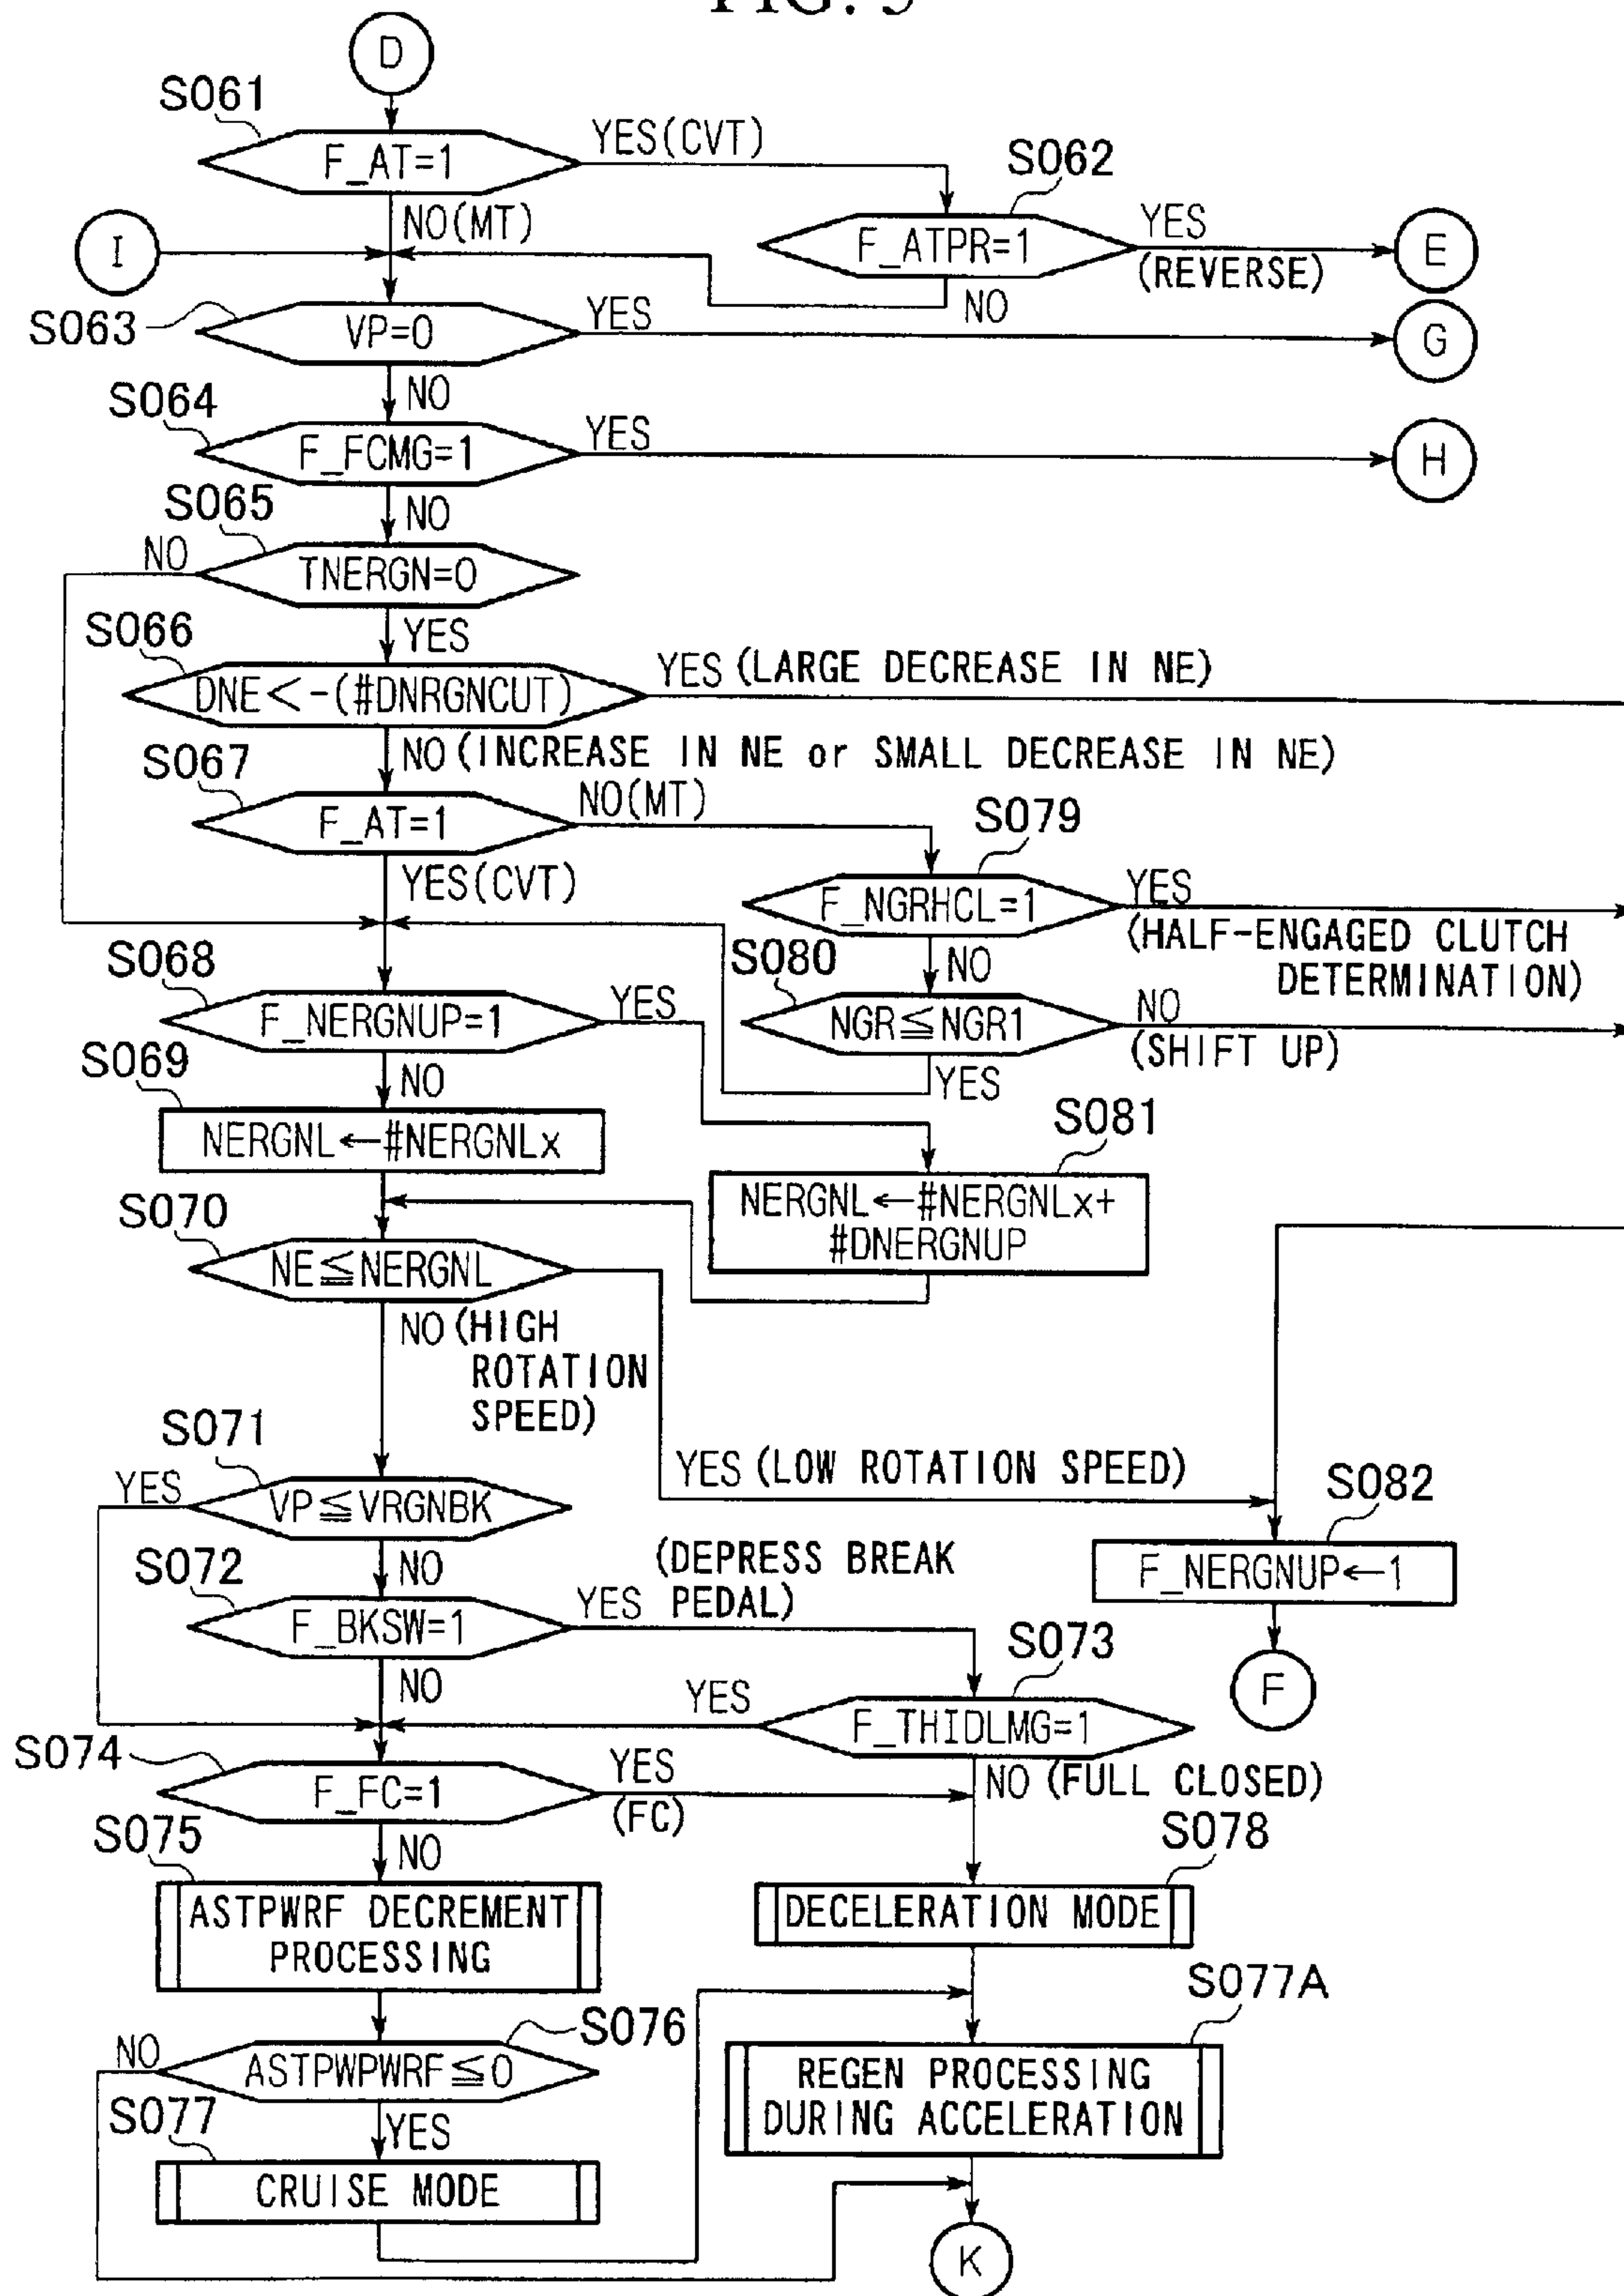 FIG. 5
D
S061
F_AT=1
YES(CVT)
S062
NO(MT)
I
F_ATPR=1
YES
(REVERSE)
E
NO
S063
VP=0
YES
G
NO
S064
F_FCMG=1
YES
H
NO
S065
NO
TNERGN=0
YES
S066
DNE<-(#DNRGNCUT)
YES (LARGE DECREASE IN NE)
NO (INCREASE IN NE or SMALL DECREASE IN NE)
S067
F_AT=1
NO(MT)
S079
YES(CVT)
F_NGRHCL=1
YES
(HALF-ENGAGED CLUTCH
DETERMINATION)
NO
S080
NGR≦NGR1
NO
(SHIFT UP)
YES
S068
F_NERGNUP=1
YES
NO
S069
NERGNL←#NERGNLx
S081
NERGNL←#NERGNLx+
#DNERGNUP
S070
NE≦NERGNL
NO (HIGH
ROTATION
SPEED)
YES (LOW ROTATION SPEED)
S071
YES
VP≦VRGNBK
NO
S082
F_NERGNUP←1
F
S072
F_BKSW=1
(DEPRESS BREAK
YES PEDAL)
NO
S073
YES
F_THIDLMG=1
NO (FULL CLOSED)
S074
F_FC=1
YES
(FC)
NO
S075
ASTPWRF DECREMENT
PROCESSING
S078
DECELERATION MODE
S076
NO
ASTPWPWRF≦0
YES
S077A
REGEN PROCESSING
DURING ACCELERATION
S077
CRUISE MODE
K